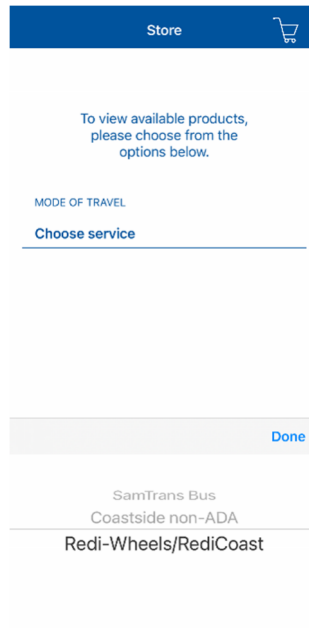 Store
To view available products,
please choose from the
options below.
MODE OF TRAVEL
Choose service
Done
SamTrans Bus
Coastside non-ADA
Redi-Wheels/RediCoast